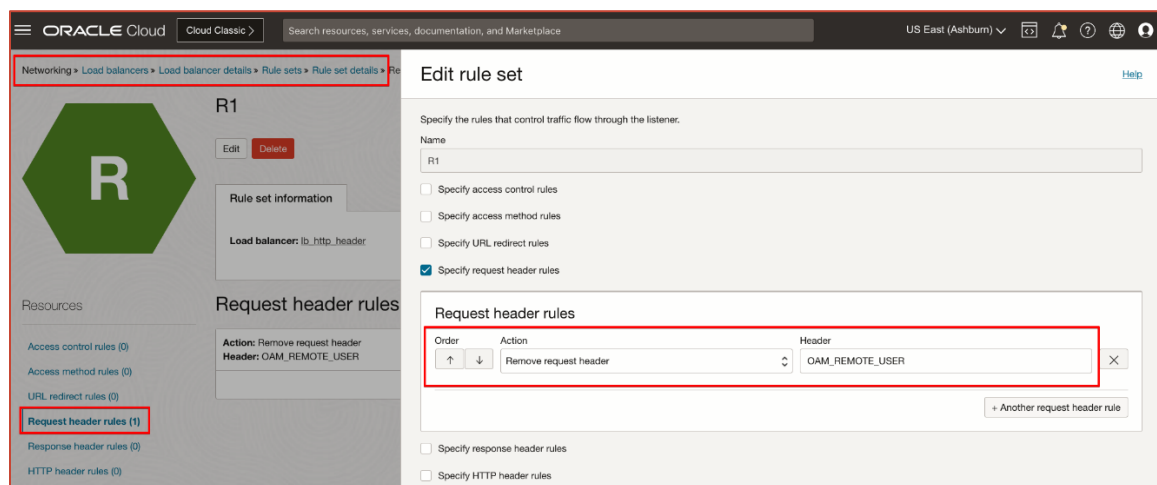 ORACLE Cloud
Cloud Classic >
Search resources, services, documentation, and Marketplace
US East (Ashburn)
Networking » Load balancers » Load balancer details » Rule sets » Rule set details » Re
R
R1
Edit
Delete
Rule set information
Load balancer: lb_http_header
Resources
Access control rules (0)
Access method rules (0)
URL redirect rules (0)
Request header rules (1)
Response header rules (0)
HTTP header rules (0)
Request header rules
Action: Remove request header
Header: OAM_REMOTE_USER
Edit rule set
Help
Specify the rules that control traffic flow through the listener.
Name
R1
Specify access control rules
Specify access method rules
Specify URL redirect rules
Specify request header rules
Request header rules
Order Action Header
Remove request header OAM_REMOTE_USER
+ Another request header rule
Specify response header rules
Specify HTTP header rules